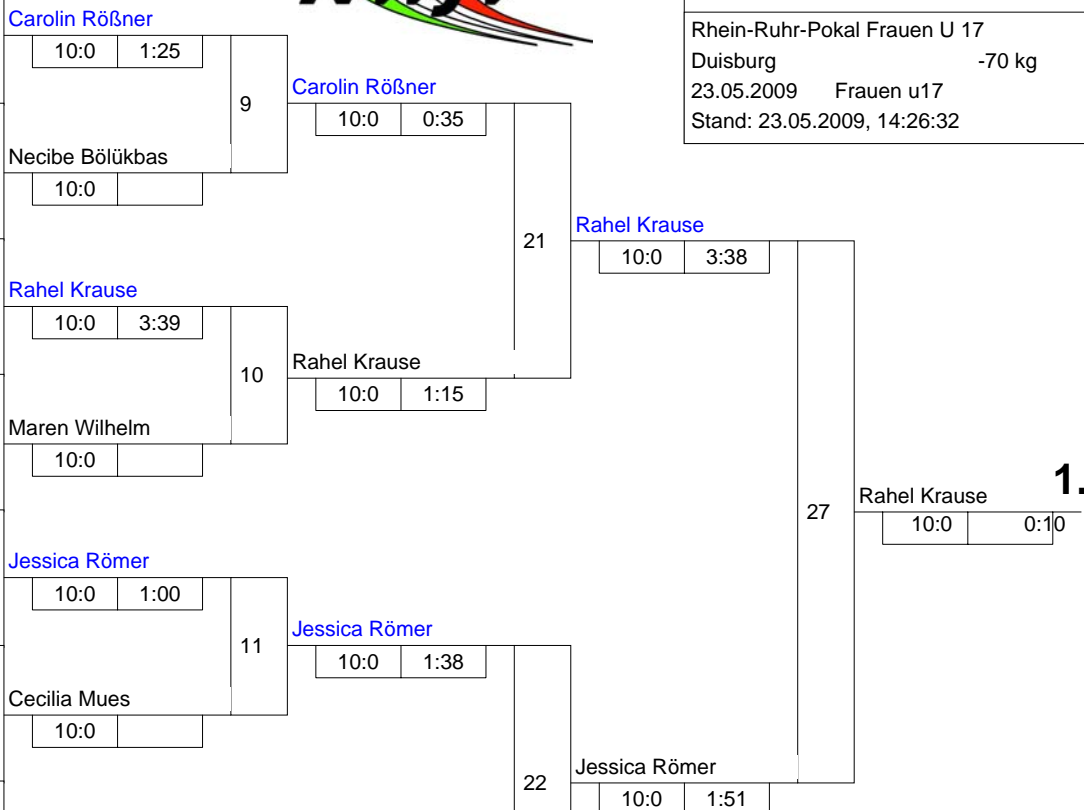 Rhein-Ruhr-Pokal Frauen U 17
Duisburg -70 kg
23.05.2009 Frauen u17
Stand: 23.05.2009, 14:26:32
Carolin Rößner
10:0 1:25
9
Necibe Bölükbas
10:0
Rahel Krause
10:0 3:39
10
Maren Wilhelm
10:0
Jessica Römer
10:0 1:00
11
Cecilia Mues
10:0
Carolin Rößner
10:0 0:35
21
Rahel Krause
10:0 1:15
Jessica Römer
10:0 1:38
22
Rahel Krause
10:0 3:38
27
Jessica Römer
10:0 1:51
1.
Rahel Krause
10:0 0:10